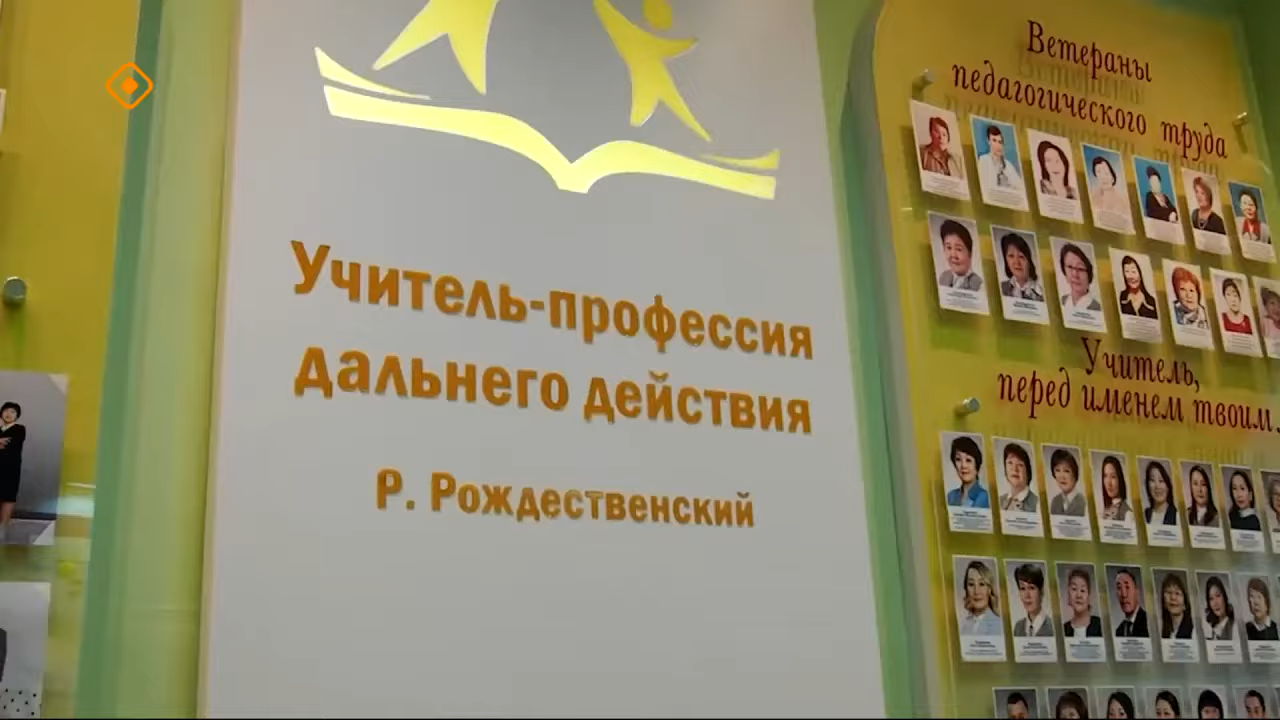 Учитель-профессия
дальнего действия
Р. Рождественский
Ветераны
педагогического труда
Учитель,
перед именем твоим